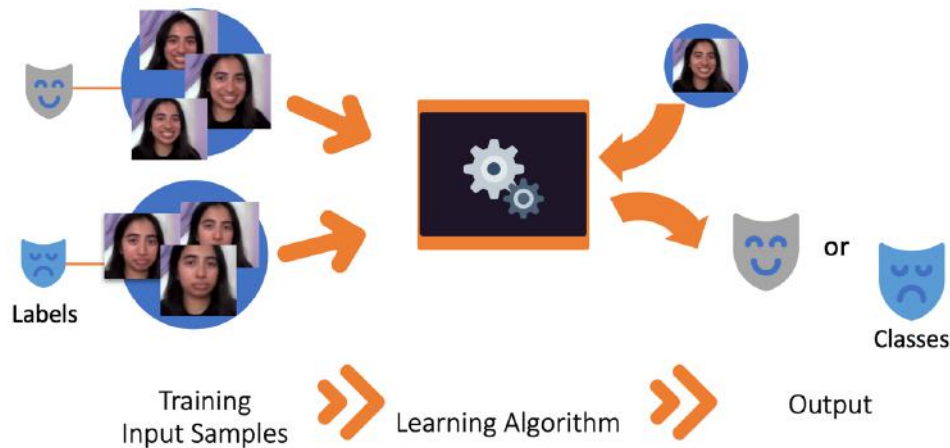 or
Labels
Classes
Training
Input Samples
Learning Algorithm
Output